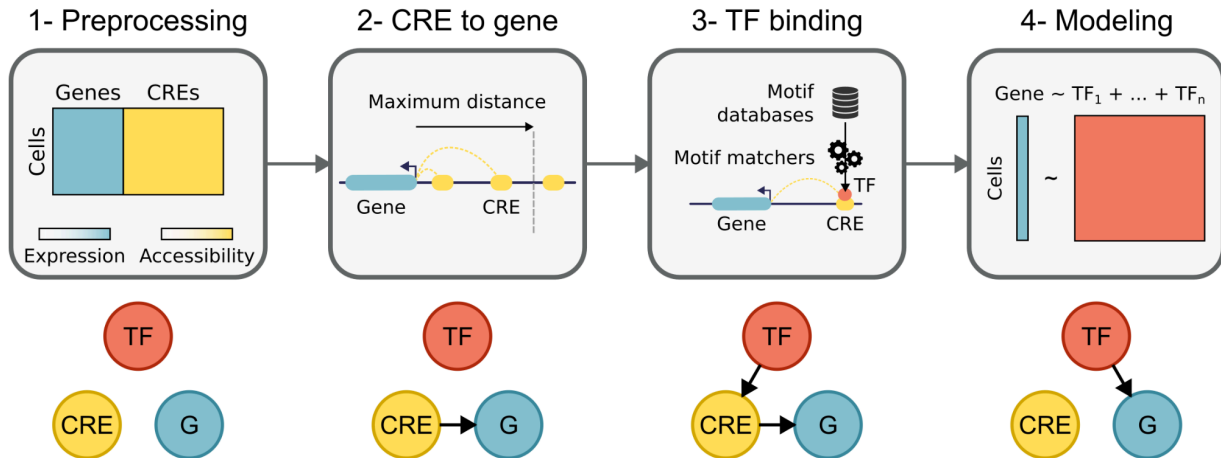 1- Preprocessing
Genes CREs
Cells
Expression Accessibility
TF
CRE G
2- CRE to gene
Maximum distance
Gene CRE
TF
CRE G
3- TF binding
Motif
databases
Motif matchers
TF
Gene CRE
TF
CRE G
4- Modeling
Gene ~ TF₁ + ... + TFₙ
Cells ~
TF
CRE G